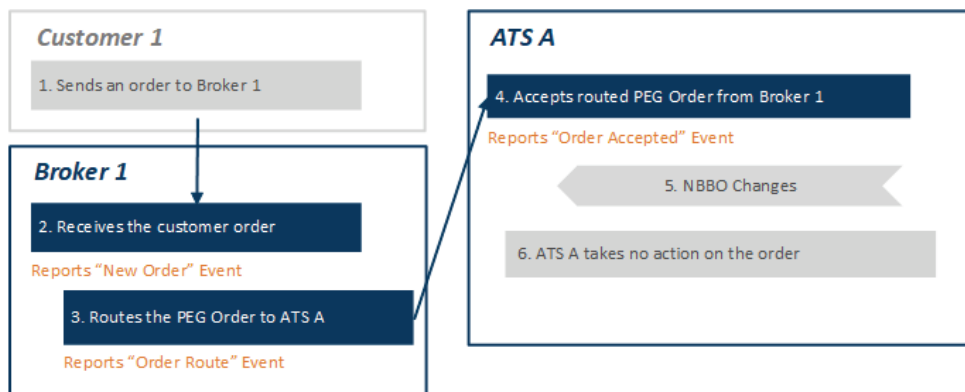 Customer 1
1. Sends an order to Broker 1
Broker 1
2. Receives the customer order
Reports “New Order” Event
3. Routes the PEG Order to ATS A
Reports “Order Route” Event
ATS A
4. Accepts routed PEG Order from Broker 1
Reports “Order Accepted” Event
5. NBBO Changes
6. ATS A takes no action on the order